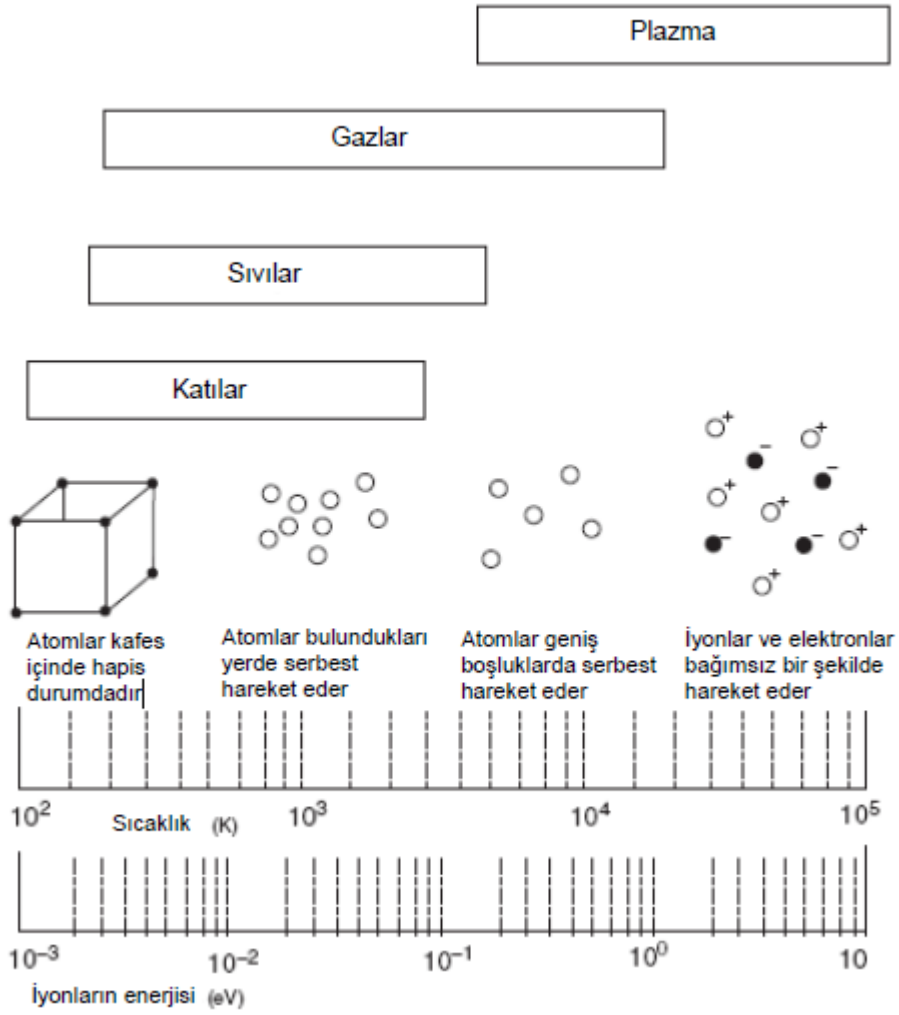 Plazma
Gazlar
Sıvılar
Katılar
+ + − − + + − − + +
Atomlar kafes
içinde hapis
durumdadır
Atomlar bulundukları
yerde serbest
hareket eder
Atomlar geniş
boşluklarda serbest
hareket eder
İyonlar ve elektronlar
bağımsız bir şekilde
hareket eder
10² 10³ 10⁴ 10⁵
Sıcaklık (K)
10⁻³ 10⁻² 10⁻¹ 10⁰ 10
İyonların enerjisi (eV)